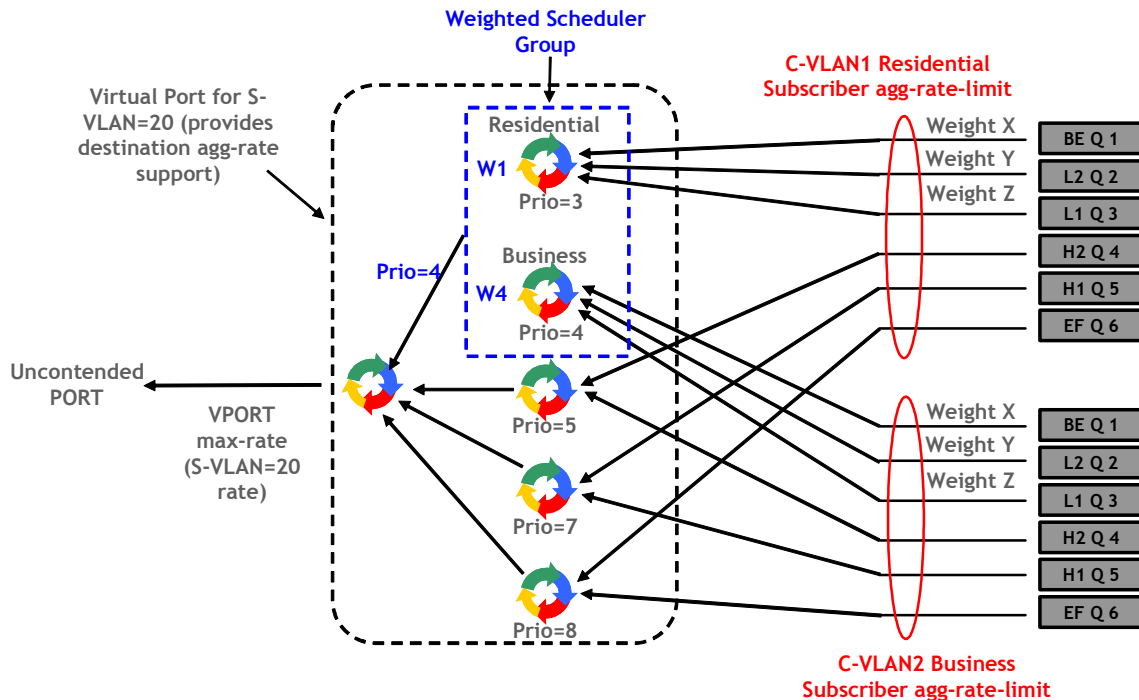 Weighted Scheduler
Group
C-VLAN1 Residential
Subscriber agg-rate-limit
Virtual Port for S-
VLAN=20 (provides
destination agg-rate
support)
Residential
W1
Prio=3
Weight X
BE Q 1
Weight Y
L2 Q 2
Weight Z
L1 Q 3
H2 Q 4
H1 Q 5
EF Q 6
Business
Prio=4
W4
Prio=4
Uncontended
PORT
VPORT
max-rate
(S-VLAN=20
rate)
Prio=5
Prio=7
Prio=8
Weight X
BE Q 1
Weight Y
L2 Q 2
Weight Z
L1 Q 3
H2 Q 4
H1 Q 5
EF Q 6
C-VLAN2 Business
Subscriber agg-rate-limit